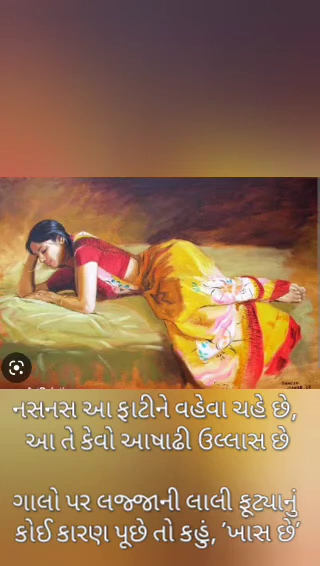 નસનસ આ ફાટીને વહેવા ચહે છે,
આ તે કેવો આષાઢી ઉલ્લાસ છે
ગાલો પર લજ્જાની લાલી ફૂટ્યાનું
કોઈ કારણ પૂછે તો કહું, 'ખાસ છે'